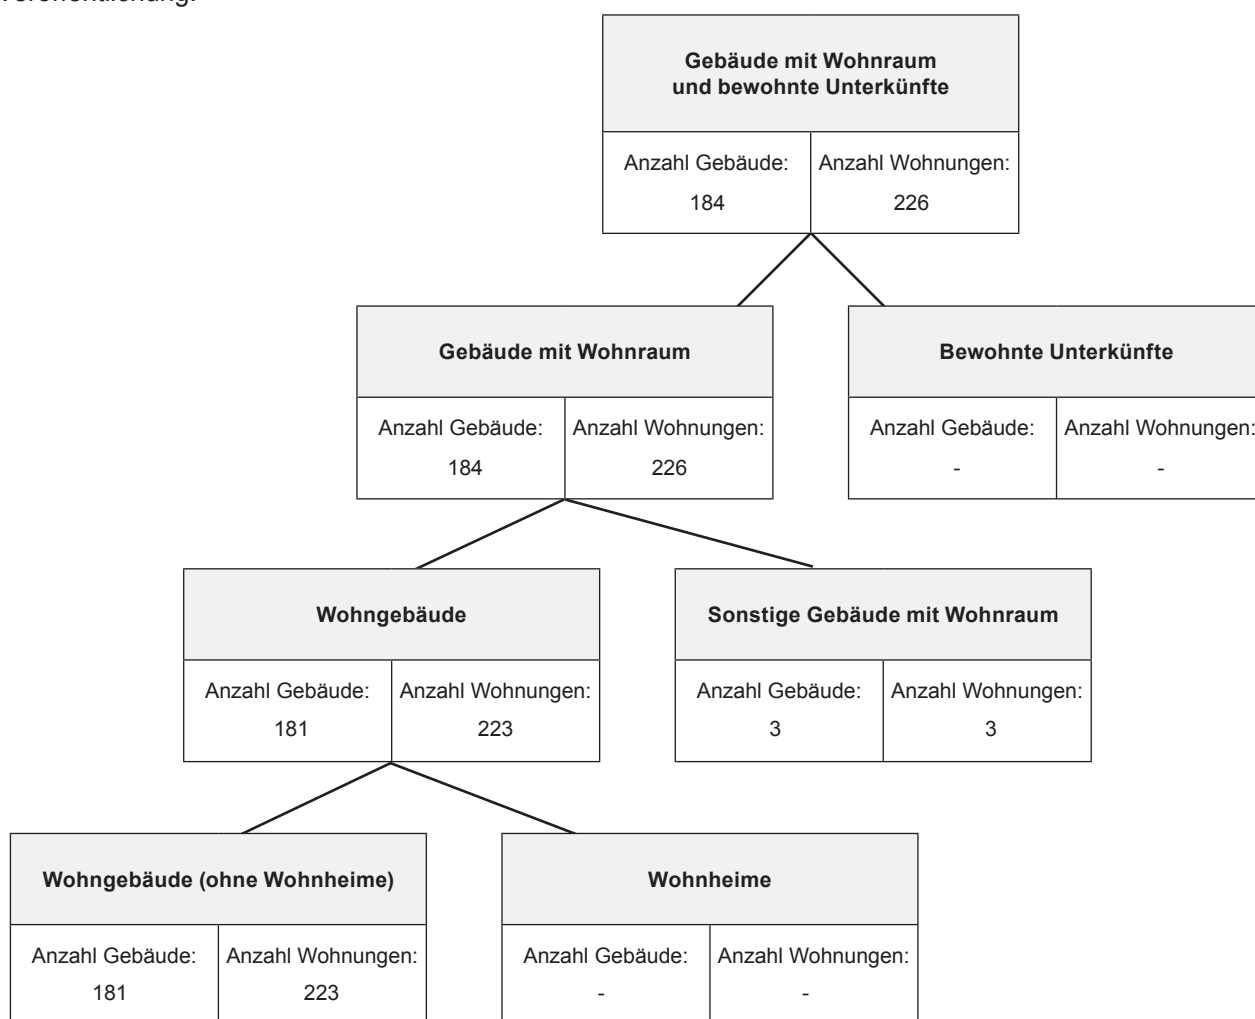 Gebäude mit Wohnraum
und bewohnte Unterkünfte
Anzahl Gebäude: Anzahl Wohnungen:
184 226
Gebäude mit Wohnraum
Anzahl Gebäude: Anzahl Wohnungen:
184 226
Bewohnte Unterkünfte
Anzahl Gebäude: Anzahl Wohnungen:
- -
Wohngebäude
Anzahl Gebäude: Anzahl Wohnungen:
181 223
Sonstige Gebäude mit Wohnraum
Anzahl Gebäude: Anzahl Wohnungen:
3 3
Wohngebäude (ohne Wohnheime)
Anzahl Gebäude: Anzahl Wohnungen:
181 223
Wohnheime
Anzahl Gebäude: Anzahl Wohnungen:
- -